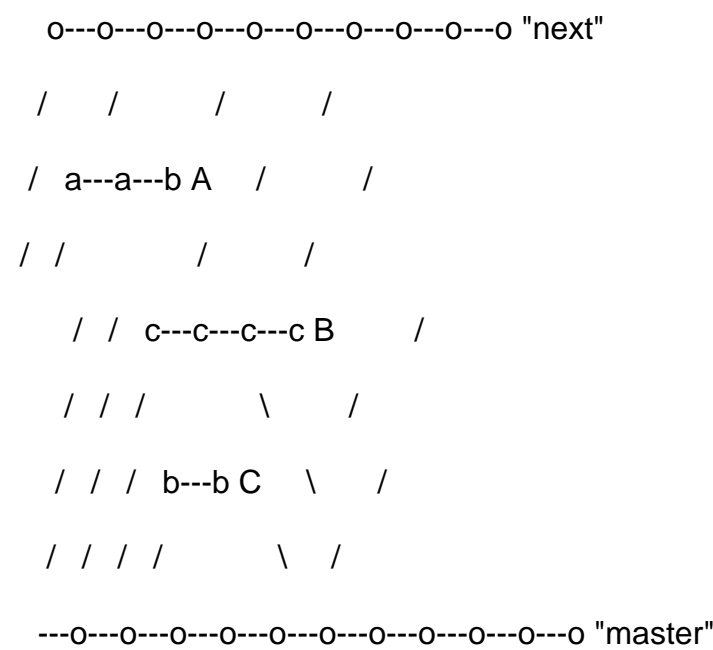 o---o---o---o---o---o---o---o---o---o "next"
/ / / /
/ a---a---b A / /
/ / / /
/ / c---c---c---c B /
/ / / \ /
/ / / b---b C \ /
/ / / / \ /
---o---o---o---o---o---o---o---o---o---o---o "master"